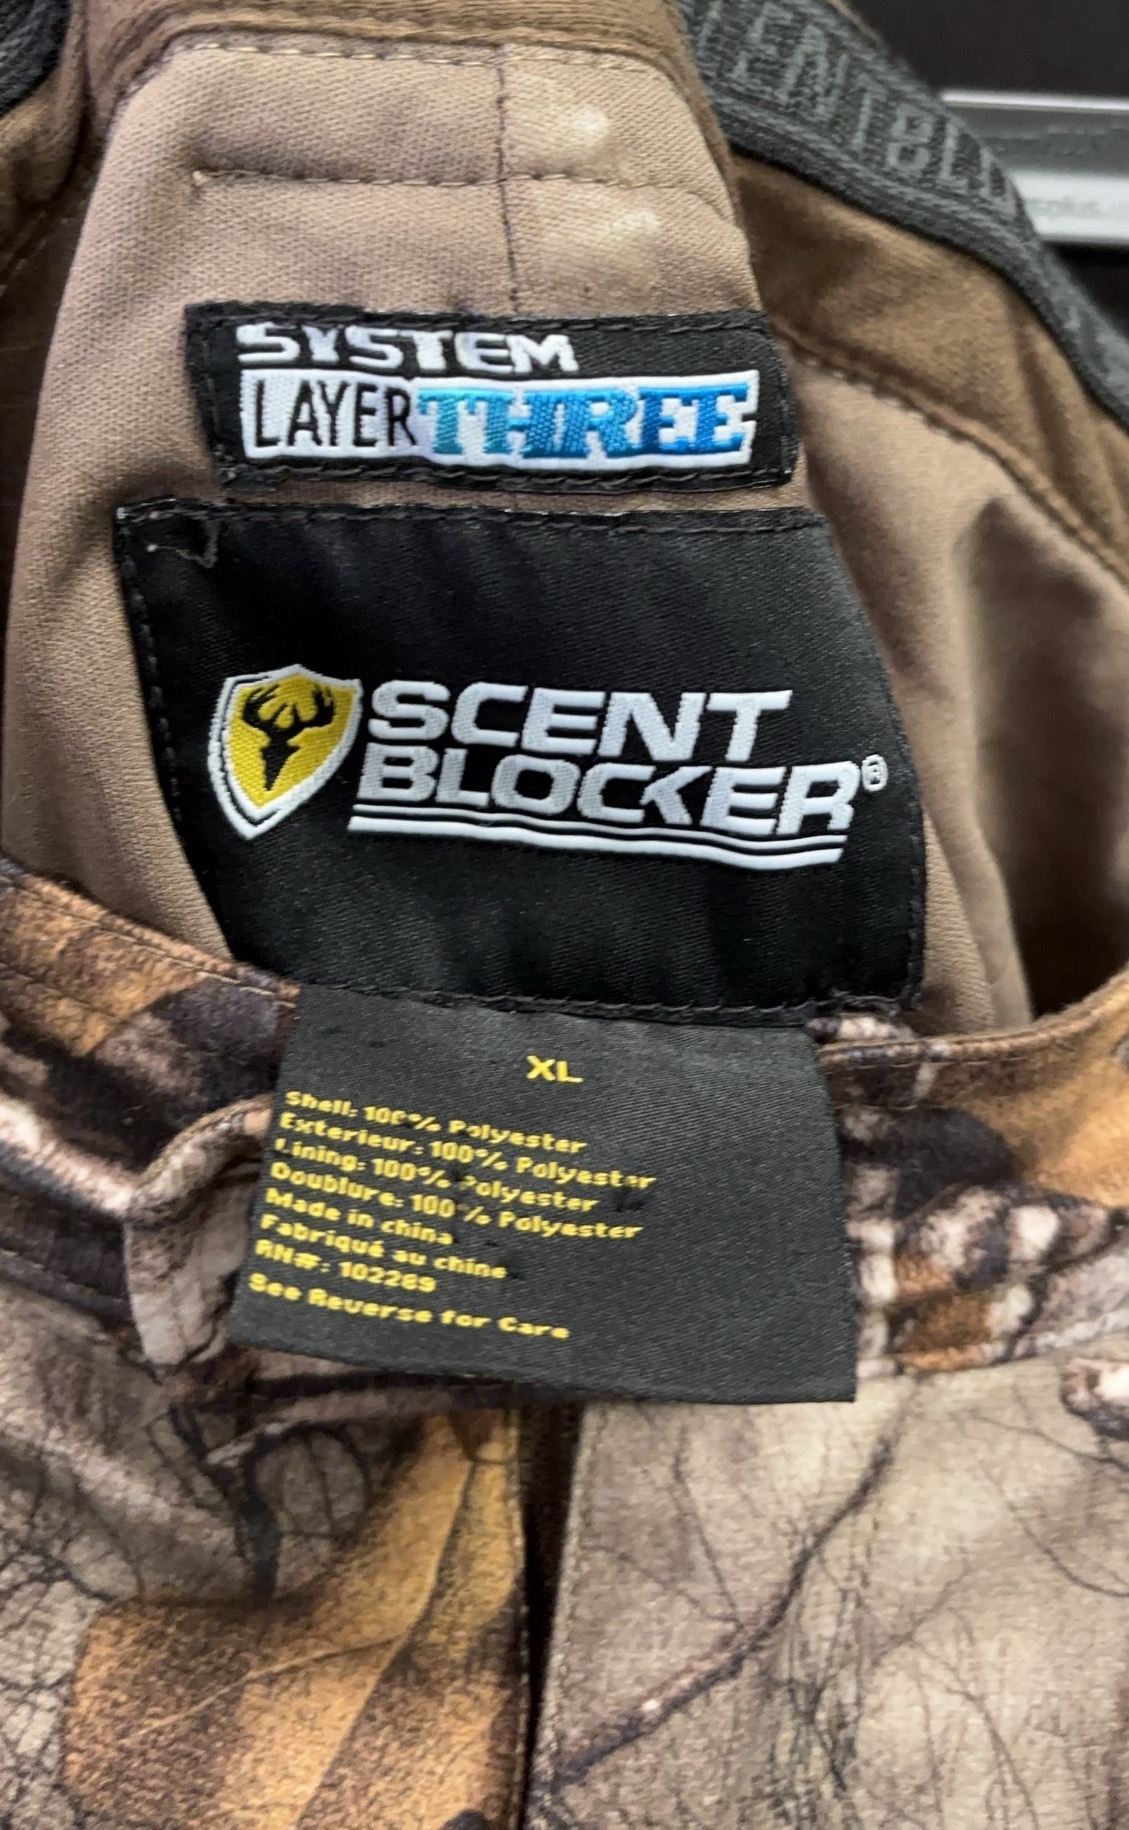 SYSTEM
LAYER THREE
SCENT
BLOCKER®
XL
Shell: 100% Polyester
Exterieur: 100% Polyester
Lining: 100% Polyester
Doublure: 100% Polyester
Made in china
Fabriqué au chine
RN#: 102269
See Reverse for Care